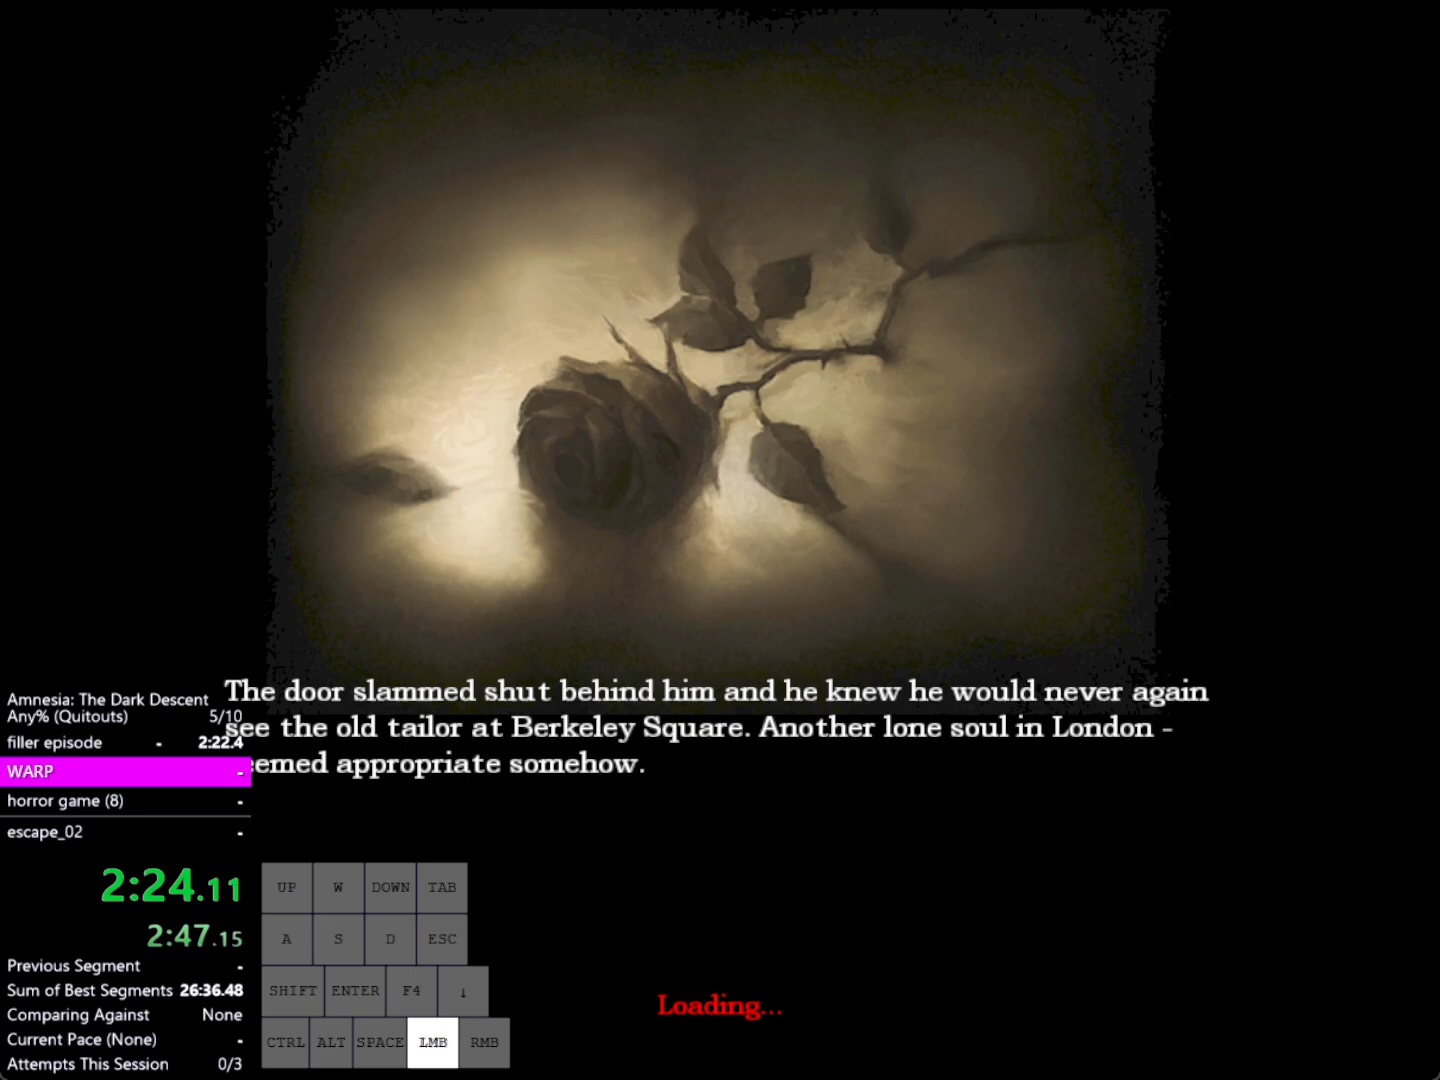 The door slammed shut behind him and he knew he would never again
see the old tailor at Berkeley Square. Another lone soul in London -
emed appropriate somehow.
Amnesia: The Dark Descent
Any% (Quitouts) 5/10
filler episode - 2:22.4
WARP -
horror game (8) -
escape_02 -
2:24.11
2:47.15
Previous Segment -
Sum of Best Segments 26:36.48
Comparing Against None
Current Pace (None) -
Attempts This Session 0/3
UP W DOWN TAB
A S D ESC
SHIFT ENTER F4 ↓
CTRL ALT SPACE LMB RMB
Loading...